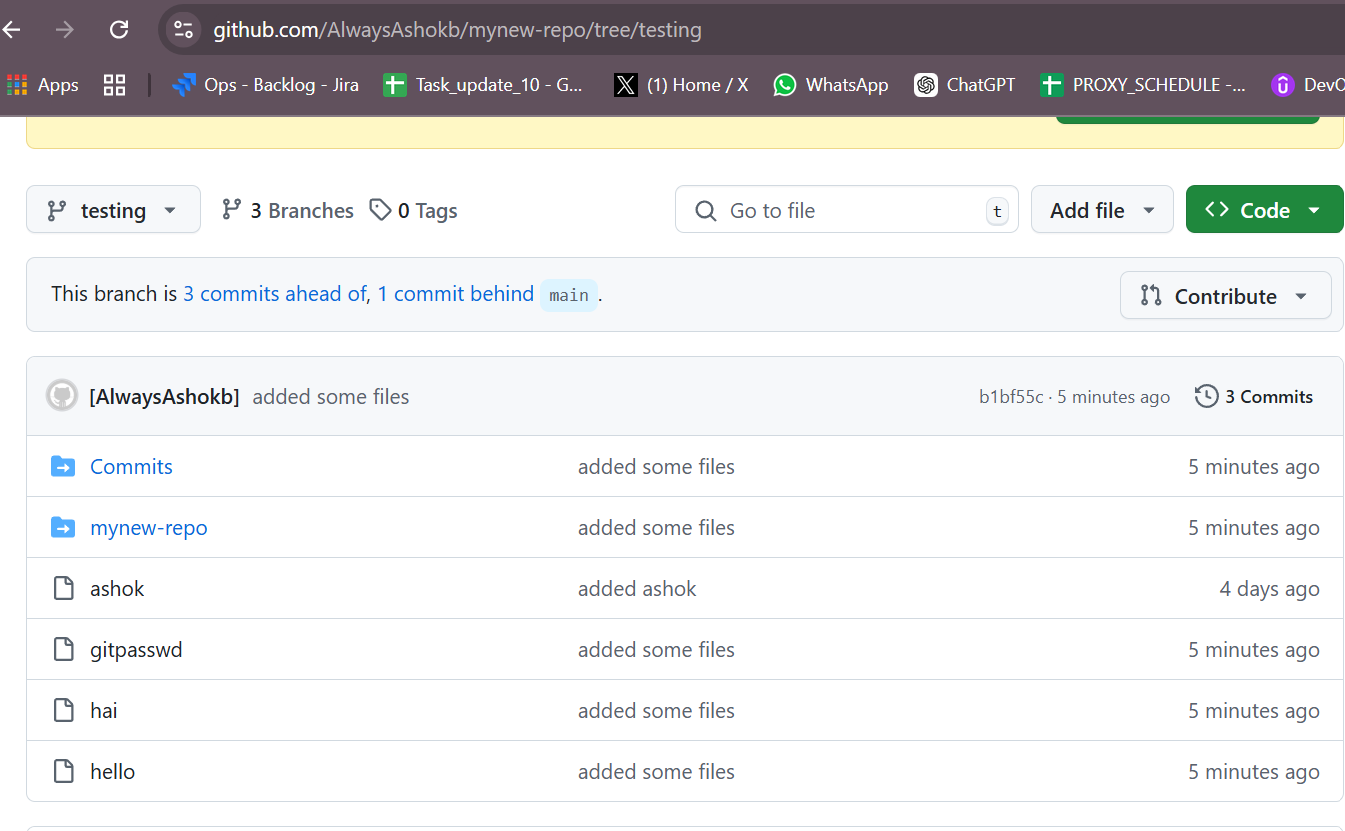 github.com/AlwaysAshokb/mynew-repo/tree/testing
Apps Ops - Backlog - Jira Task_update_10 - G... (1) Home / X WhatsApp ChatGPT PROXY_SCHEDULE -... DevO
testing 3 Branches 0 Tags Go to file t Add file Code
This branch is 3 commits ahead of, 1 commit behind main .
Contribute
[AlwaysAshokb] added some files b1bf55c · 5 minutes ago 3 Commits
Commits added some files 5 minutes ago
mynew-repo added some files 5 minutes ago
ashok added ashok 4 days ago
gitpasswd added some files 5 minutes ago
hai added some files 5 minutes ago
hello added some files 5 minutes ago